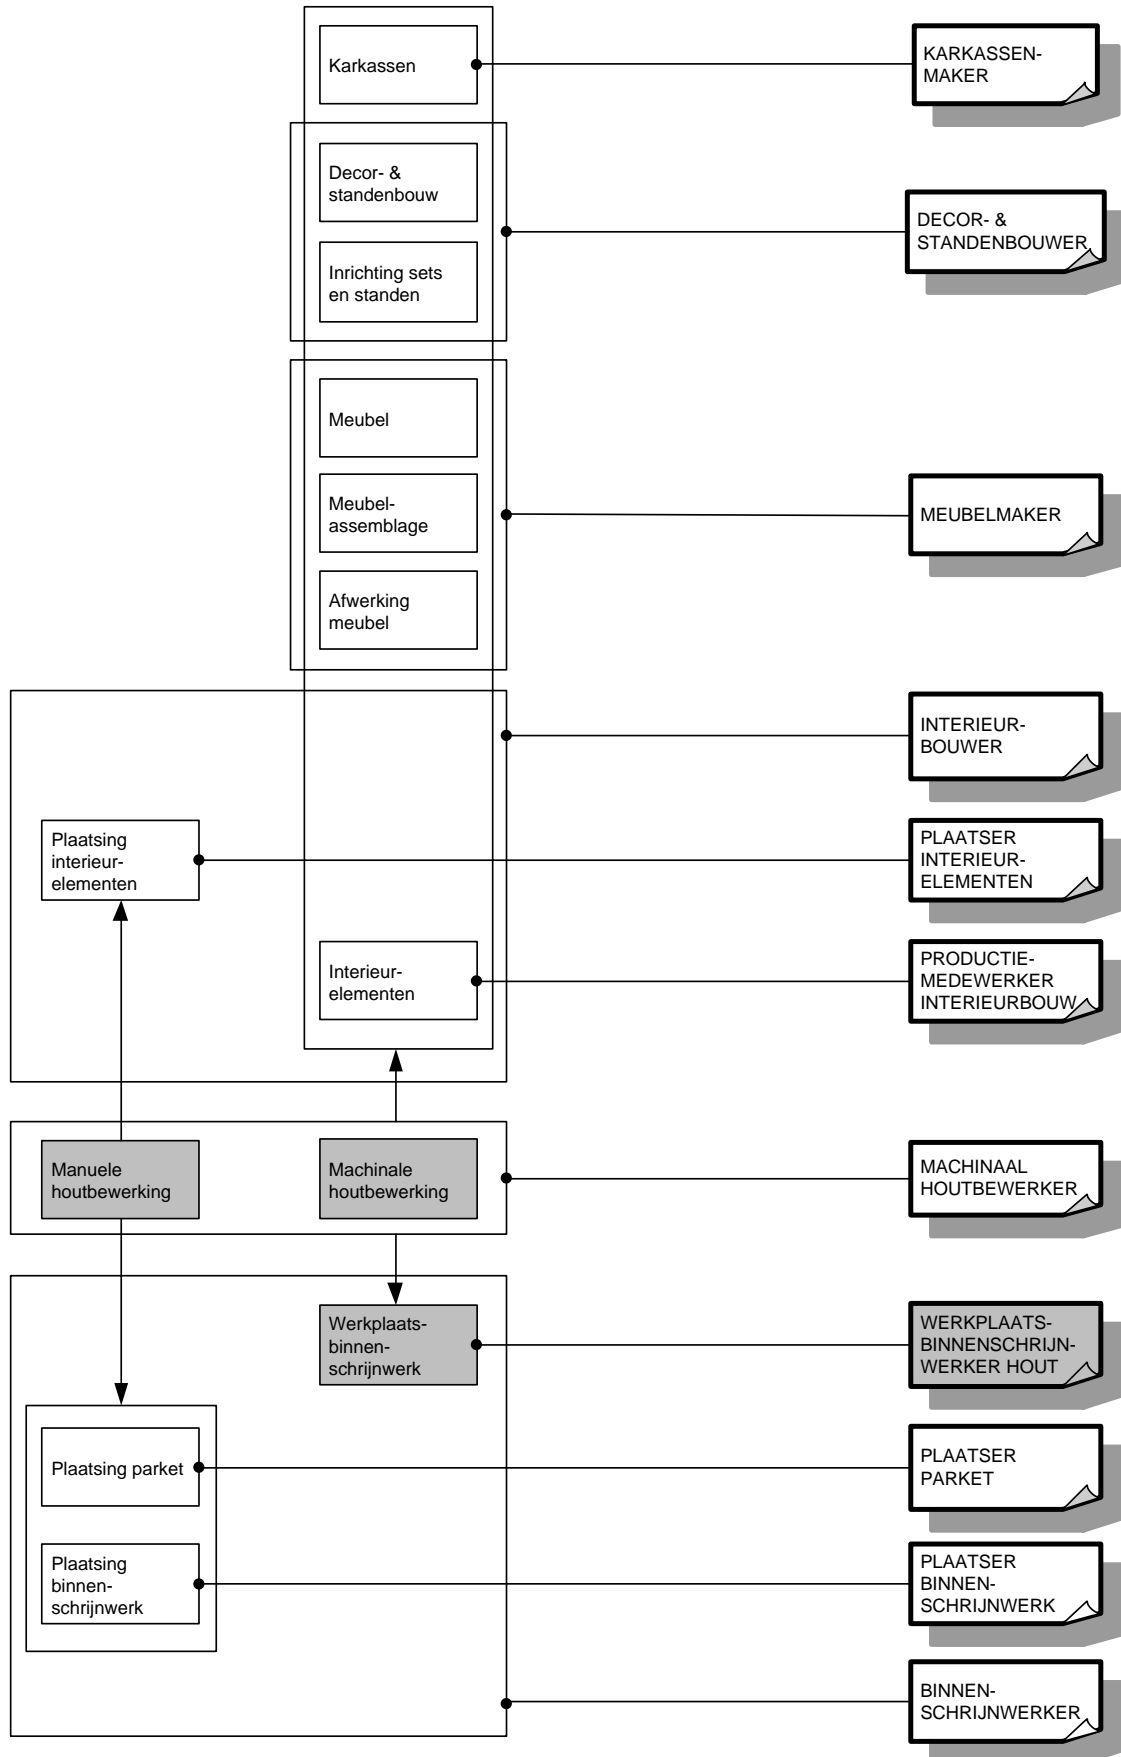 Karkassen
KARKASSEN-
MAKER
Decor- &
standenbouw
DECOR- &
STANDENBOUWER
Inrichting sets
en standen
Meubel
Meubel-
assemblage
MEUBELMAKER
Afwerking
meubel
INTERIEUR-
BOUWER
Plaatsing
interieur-
elementen
PLAATSER
INTERIEUR-
ELEMENTEN
Interieur-
elementen
PRODUCTIE-
MEDEWERKER
INTERIEURBOUW
Manuele
houtbewerking
Machinale
houtbewerking
MACHINAAL
HOUTBEWERKER
Werkplaats-
binnen-
schrijnwerk
WERKPLAATS-
BINNENSCHRIJN-
WERKER HOUT
Plaatsing parket
PLAATSER
PARKET
Plaatsing
binnen-
schrijnwerk
PLAATSER
BINNEN-
SCHRIJNWERK
BINNEN-
SCHRIJNWERKER